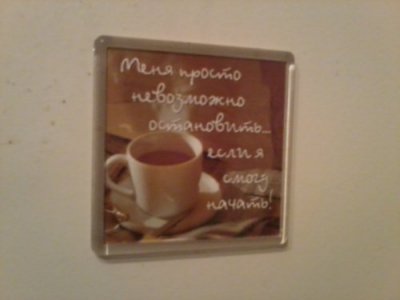 Меня просто
невозможно
остановить...
если я
смогу
начать!